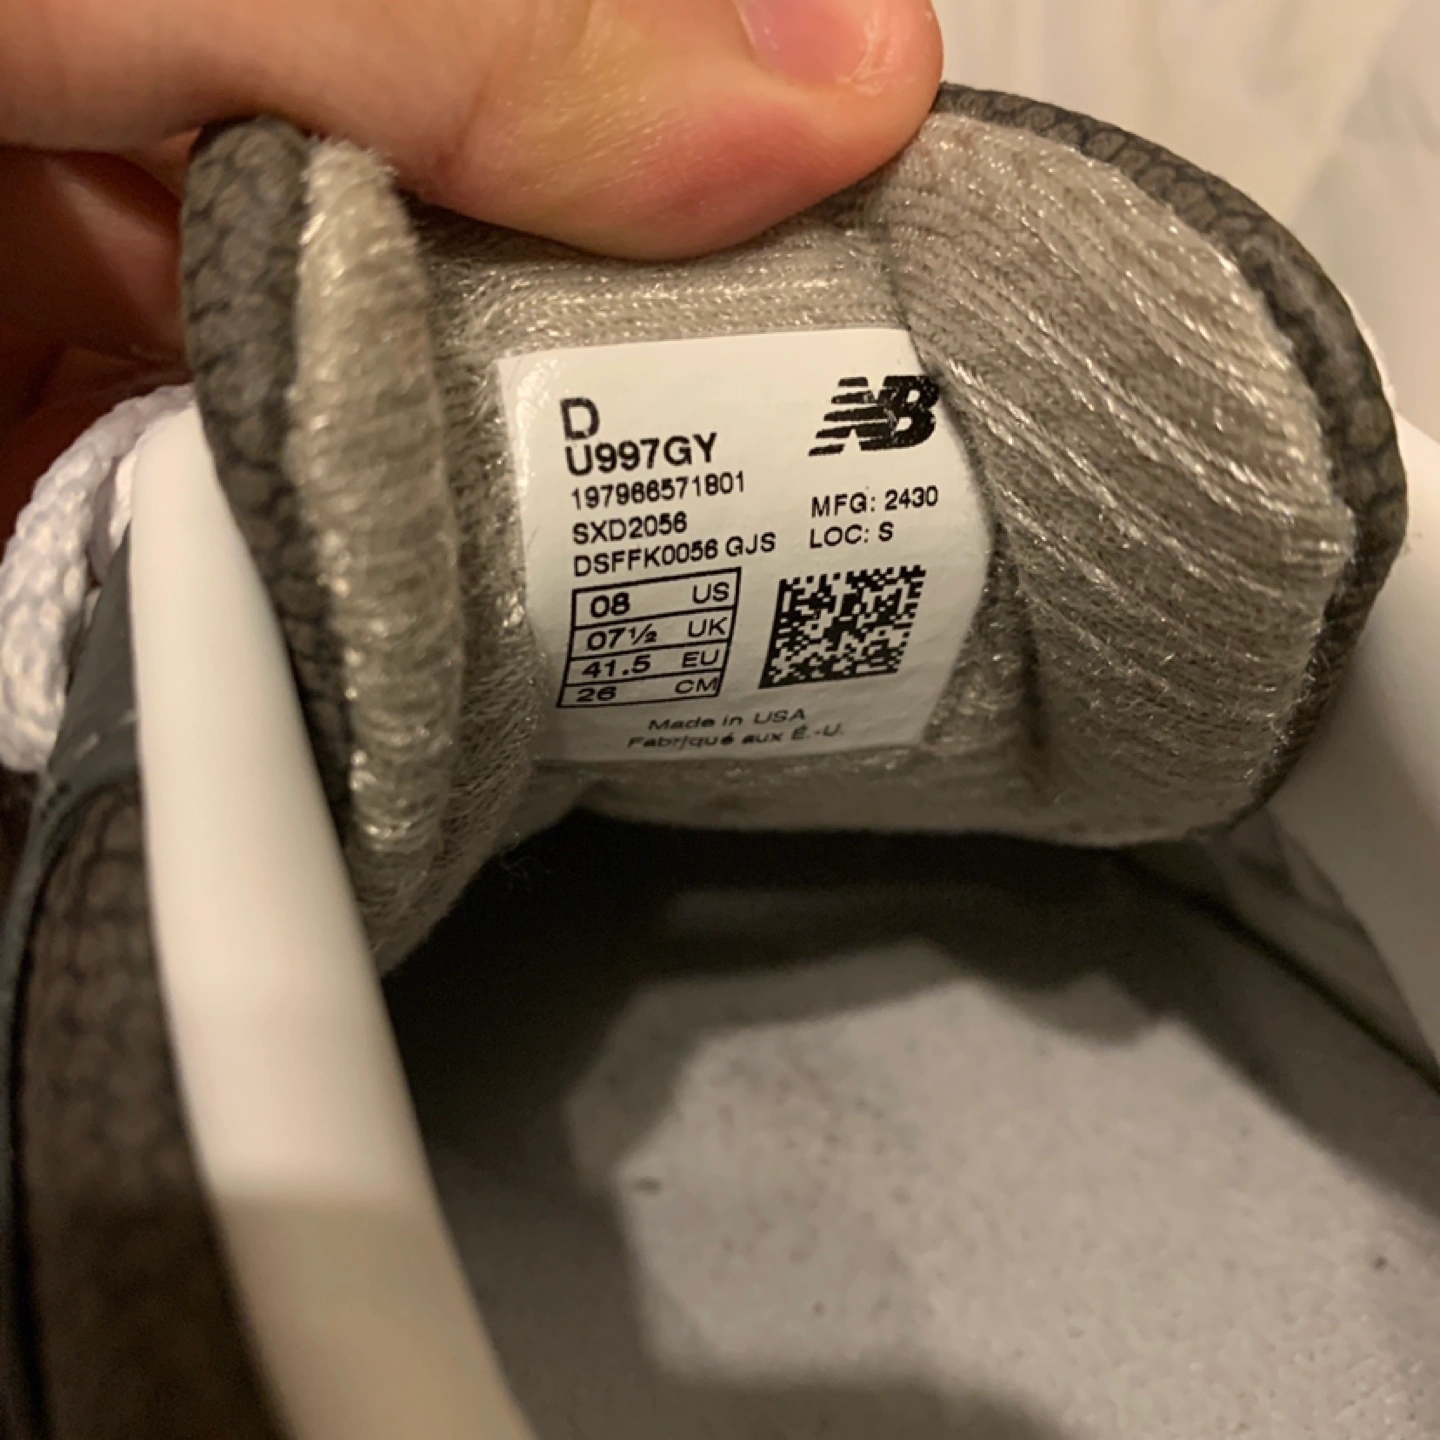 D
U997GY
NB
197966571801
SXD2056
DSFFK0056 GJS
MFG: 2430
LOC: S
08 US
07½ UK
41.5 EU
26 CM
Made in USA
Fabriqué aux É.-U.